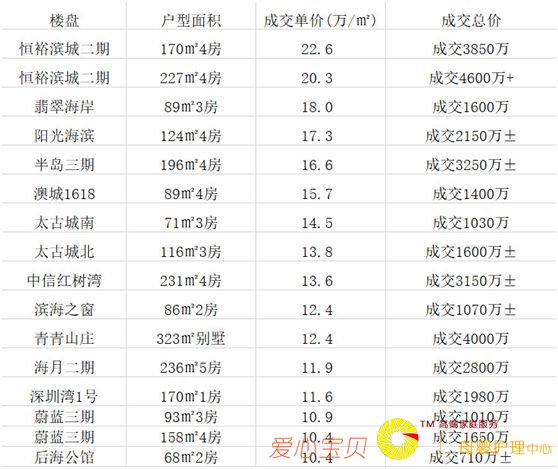 楼盘 户型面积 成交单价(万/㎡) 成交总价
恒裕滨城二期 170㎡4房 22.6 成交3850万
恒裕滨城二期 227㎡4房 20.3 成交4600万+
翡翠海岸 89㎡3房 18.0 成交1600万
阳光海滨 124㎡4房 17.3 成交2150万±
半岛三期 196㎡4房 16.6 成交3250万±
澳城1618 89㎡4房 15.7 成交1400万
太古城南 71㎡3房 14.5 成交1030万
太古城北 116㎡3房 13.8 成交1600万±
中信红树湾 231㎡4房 13.6 成交3150万±
滨海之窗 86㎡2房 12.4 成交1070万±
青青山庄 323㎡别墅 12.4 成交4000万
海月二期 236㎡5房 11.9 成交2800万
深圳湾1号 170㎡1房 11.6 成交1980万
蔚蓝三期 93㎡3房 10.9 成交1010万
蔚蓝三期 158㎡4房 10.4 成交1650万
后海公馆 68㎡2房 10.4 成交710万±
爱心宝贝
TM 高端家庭服务
母婴护理中心